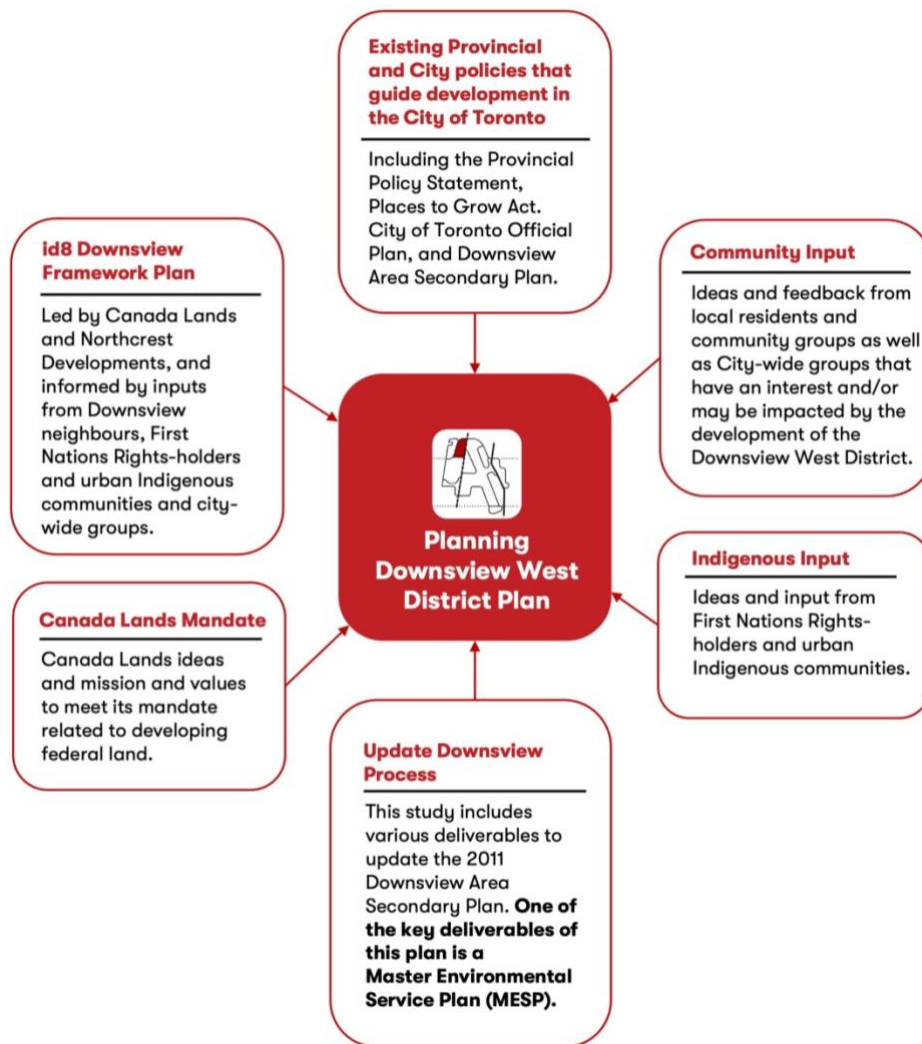 Existing Provincial
and City policies that
guide development in
the City of Toronto
Including the Provincial
Policy Statement,
Places to Grow Act.
City of Toronto Official
Plan, and Downsview
Area Secondary Plan.
id8 Downsview
Framework Plan
Led by Canada Lands
and Northcrest
Developments, and
informed by inputs
from Downsview
neighbours, First
Nations Rights-holders
and urban Indigenous
communities and city-
wide groups.
Community Input
Ideas and feedback from
local residents and
community groups as well
as City-wide groups that
have an interest and/or
may be impacted by the
development of the
Downsview West District.
Planning
Downsview West
District Plan
Canada Lands Mandate
Canada Lands ideas
and mission and values
to meet its mandate
related to developing
federal land.
Indigenous Input
Ideas and input from
First Nations Rights-
holders and urban
Indigenous communities.
Update Downsview
Process
This study includes
various deliverables to
update the 2011
Downsview Area
Secondary Plan. One of
the key deliverables of
this plan is a
Master Environmental
Service Plan (MESP).